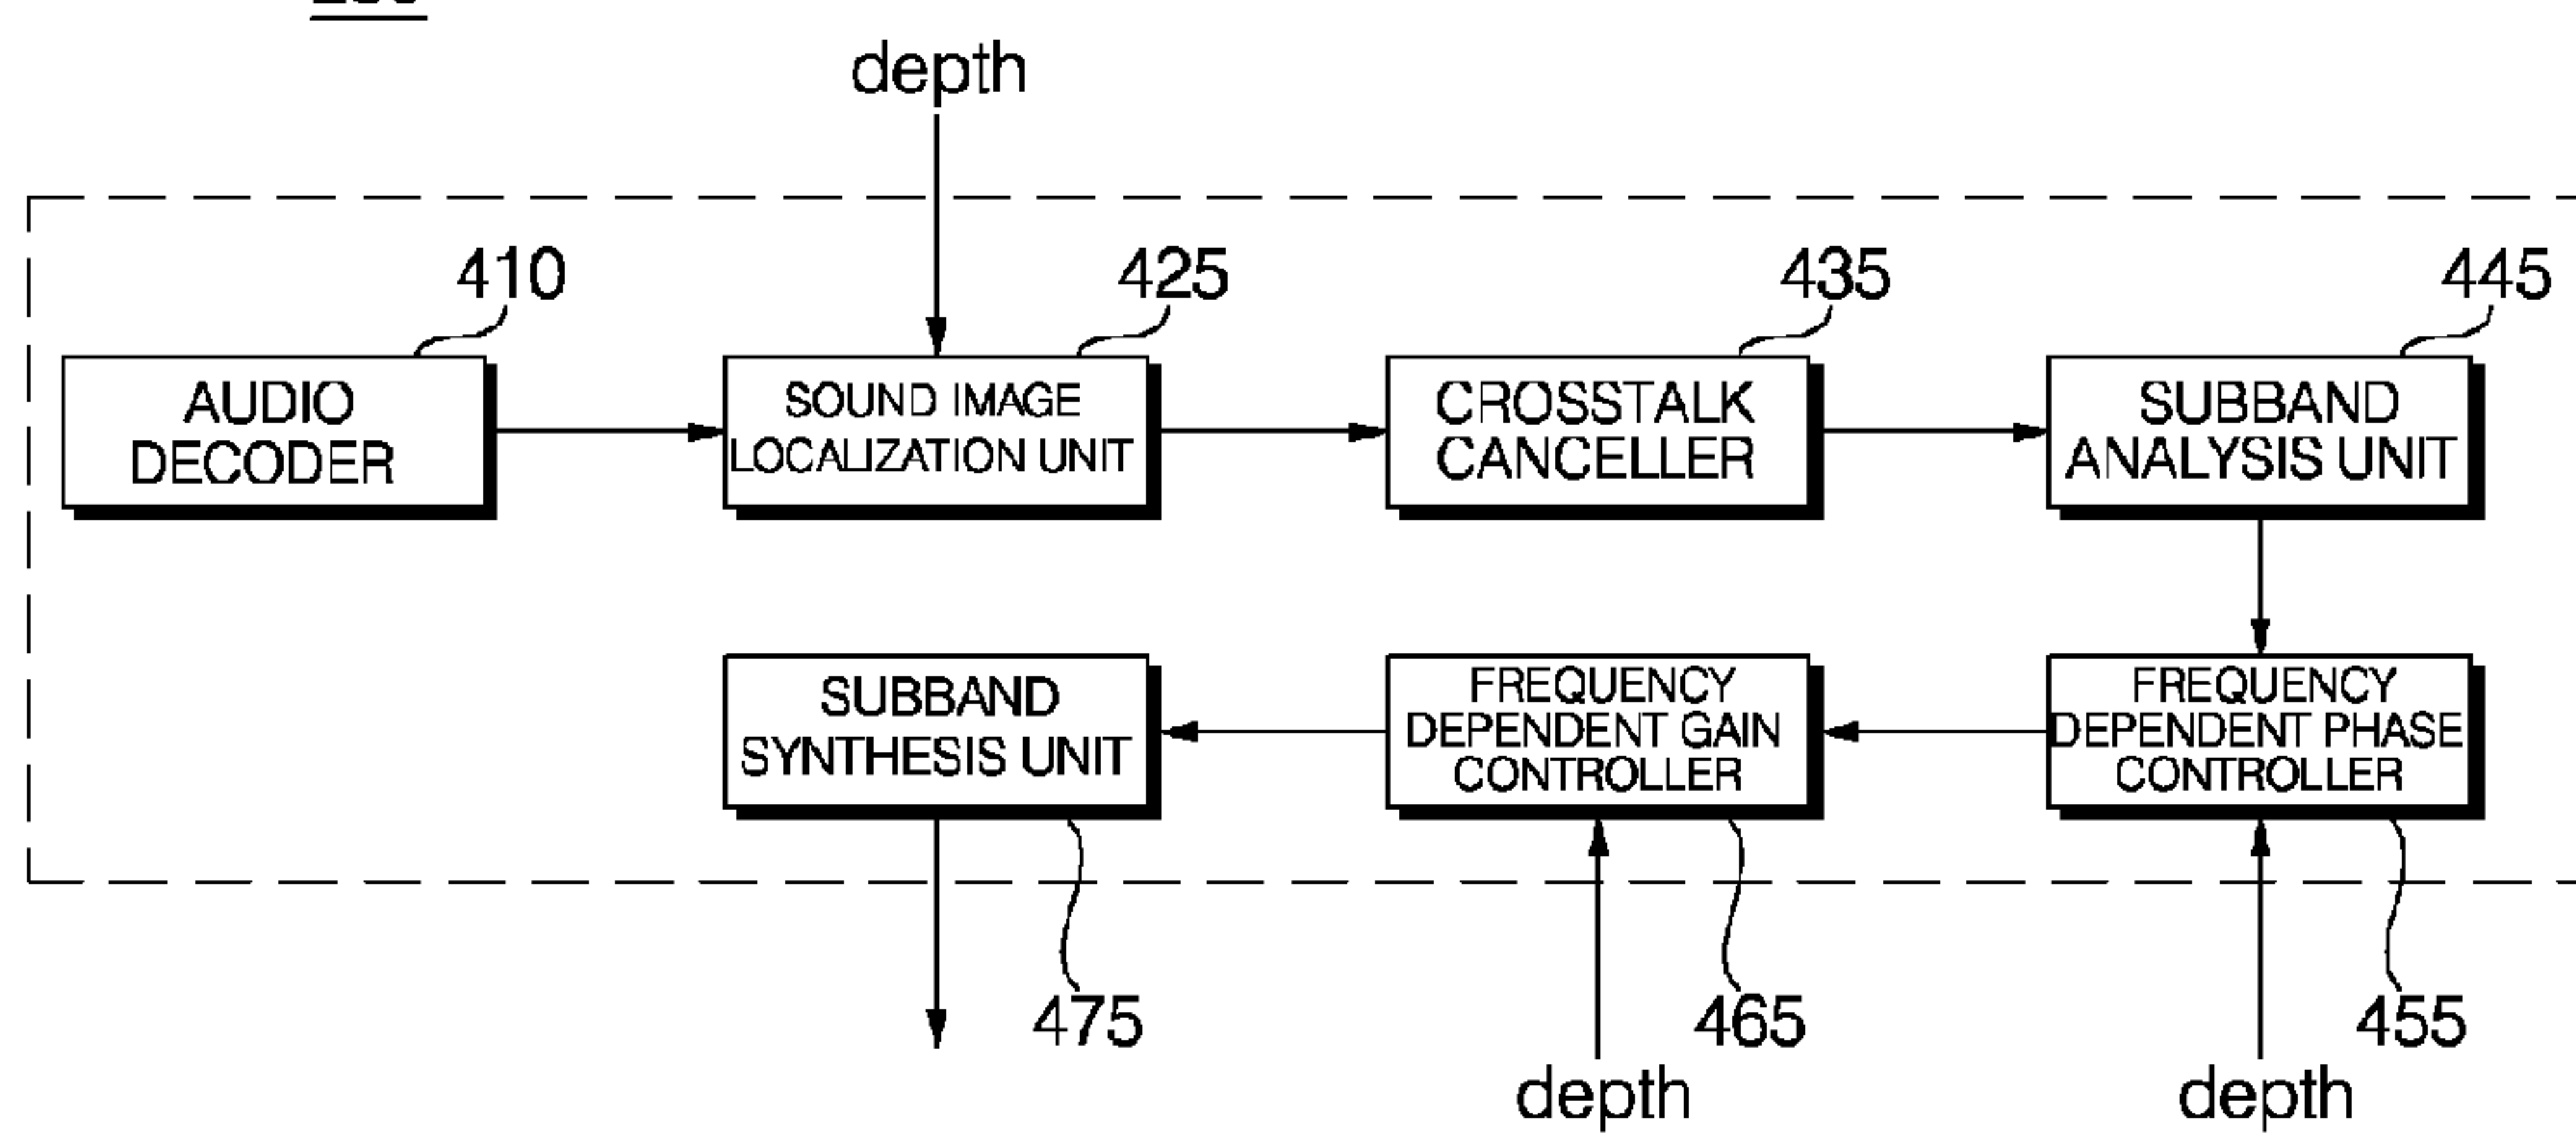 depth
410
425
435
445
AUDIO
DECODER
SOUND IMAGE
LOCALIZATION UNIT
CROSSTALK
CANCELLER
SUBBAND
ANALYSIS UNIT
SUBBAND
SYNTHESIS UNIT
FREQUENCY
DEPENDENT GAIN
CONTROLLER
FREQUENCY
DEPENDENT PHASE
CONTROLLER
475
465
455
depth
depth